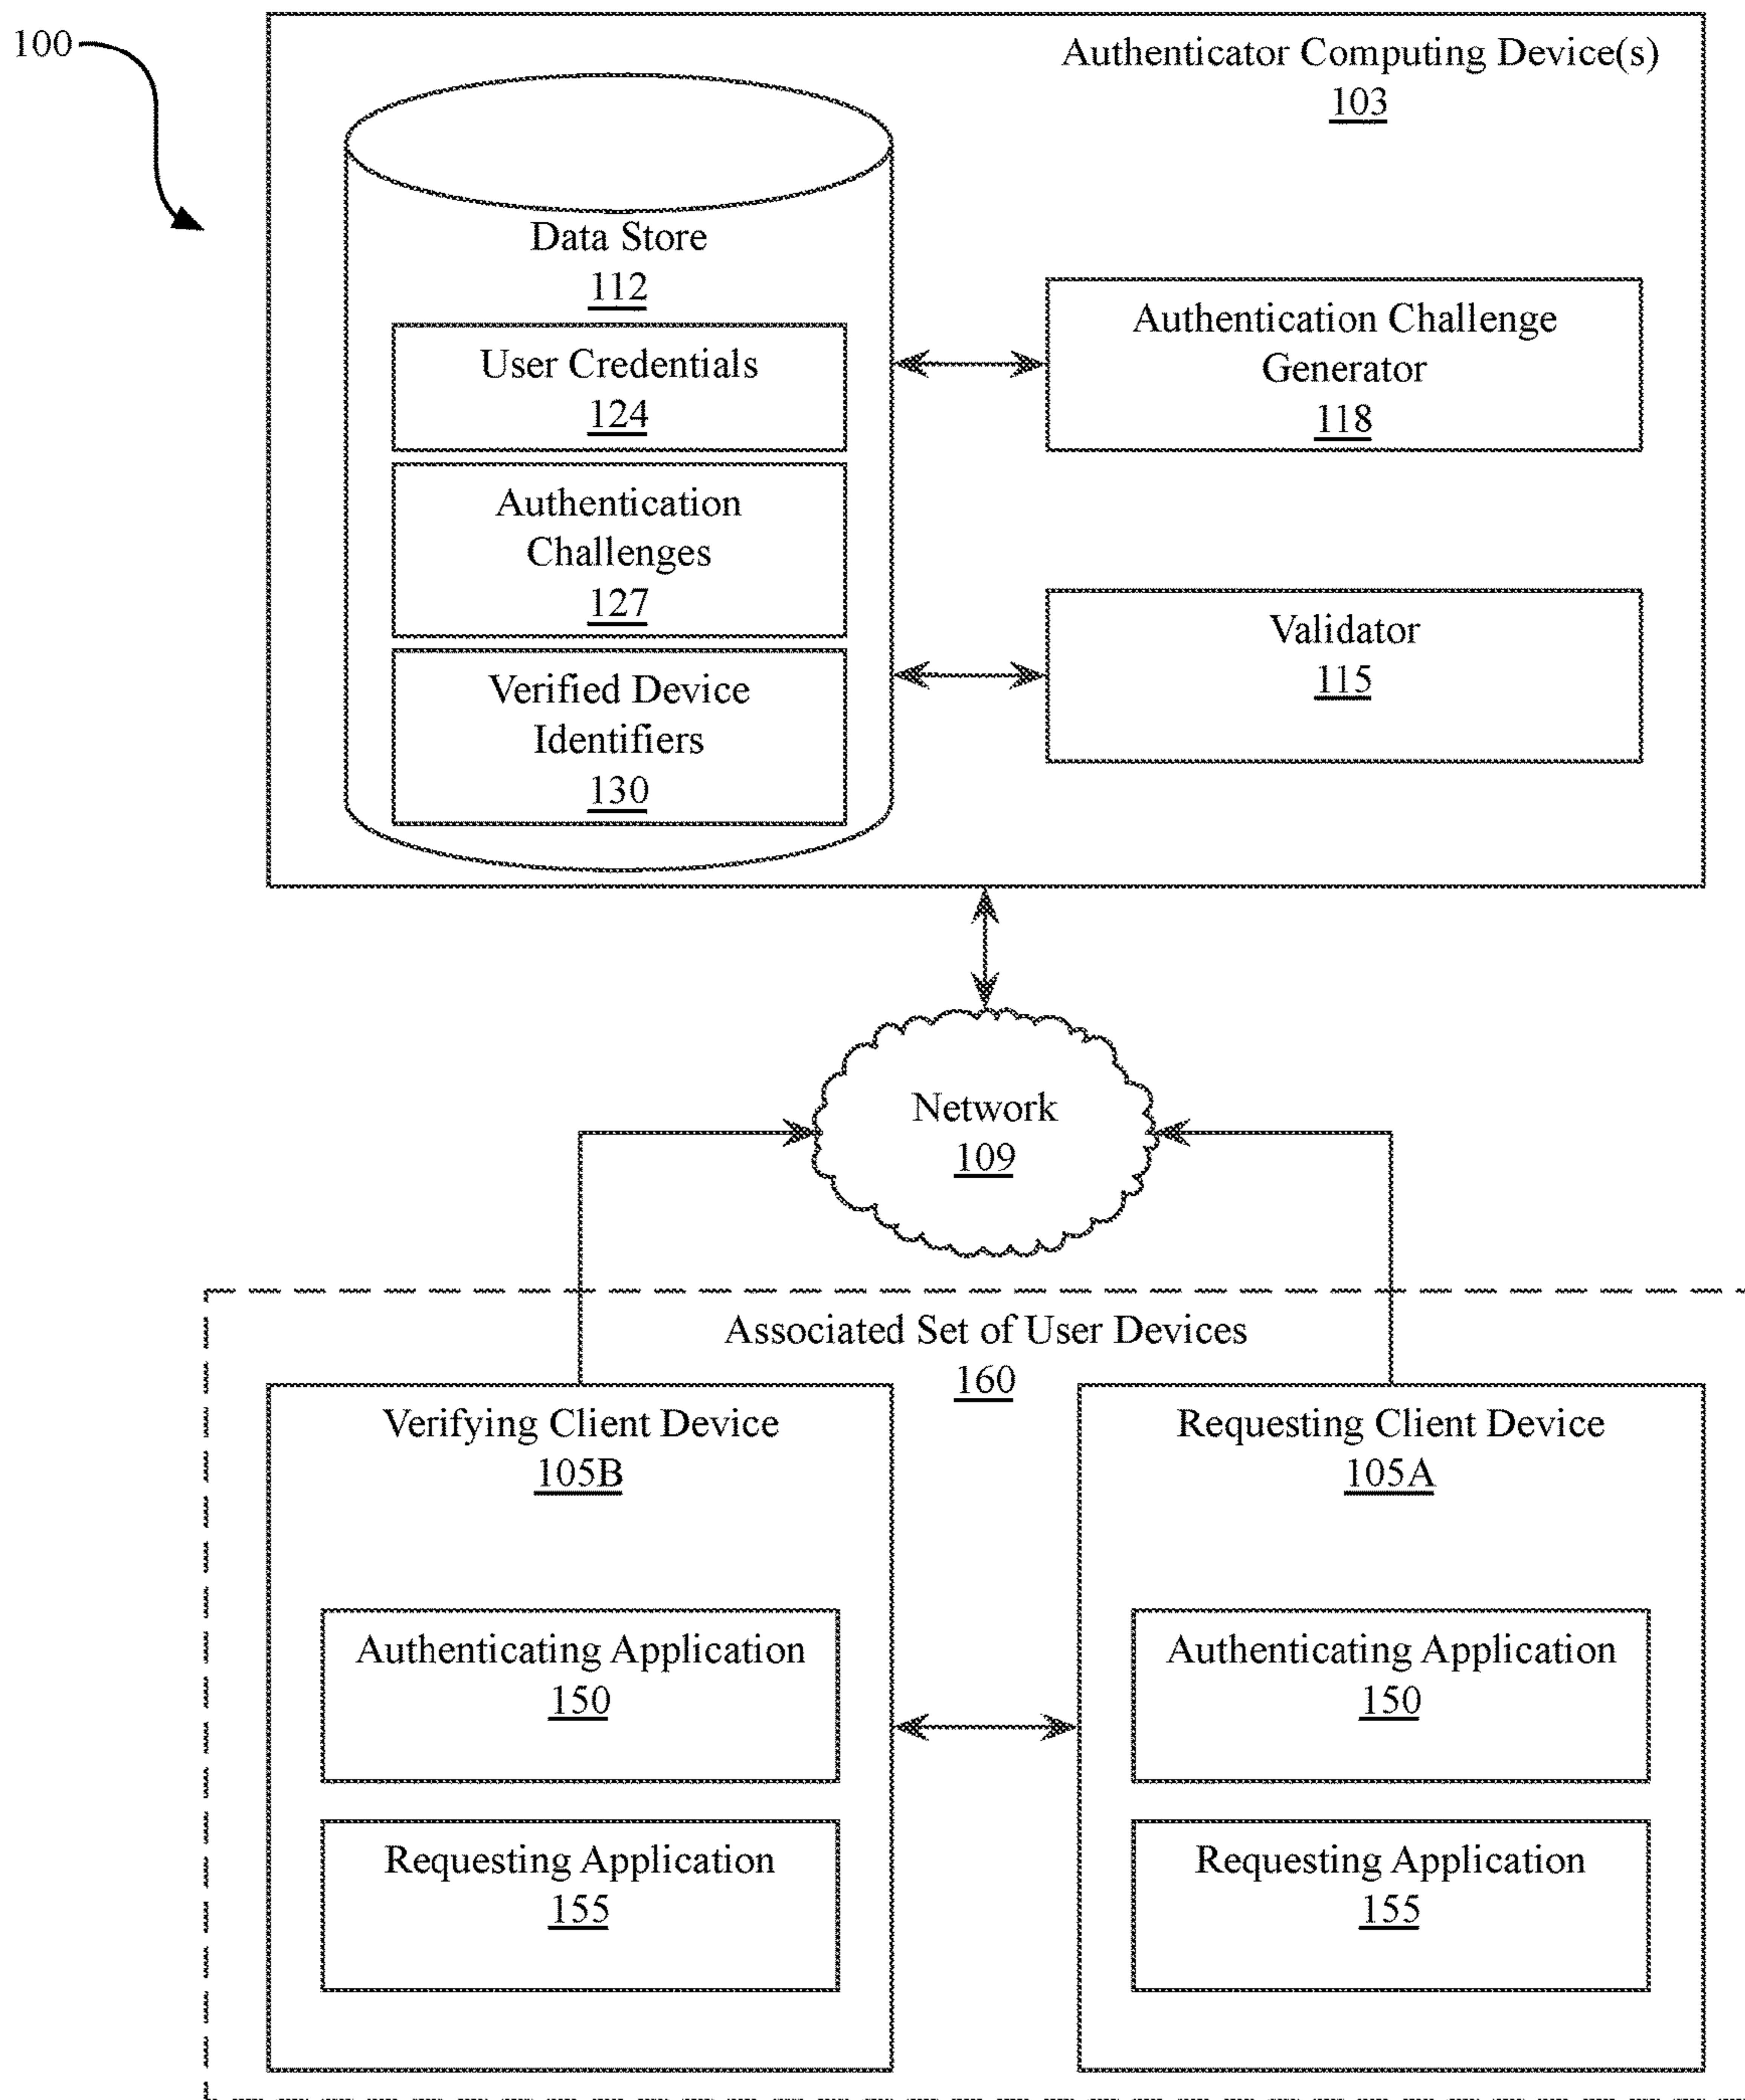 100
Authenticator Computing Device(s)
103
Data Store
112
User Credentials
124
Authentication
Challenges
127
Verified Device
Identifiers
130
Authentication Challenge
Generator
118
Validator
115
Network
109
Associated Set of User Devices
160
Verifying Client Device
105B
Authenticating Application
150
Requesting Application
155
Requesting Client Device
105A
Authenticating Application
150
Requesting Application
155